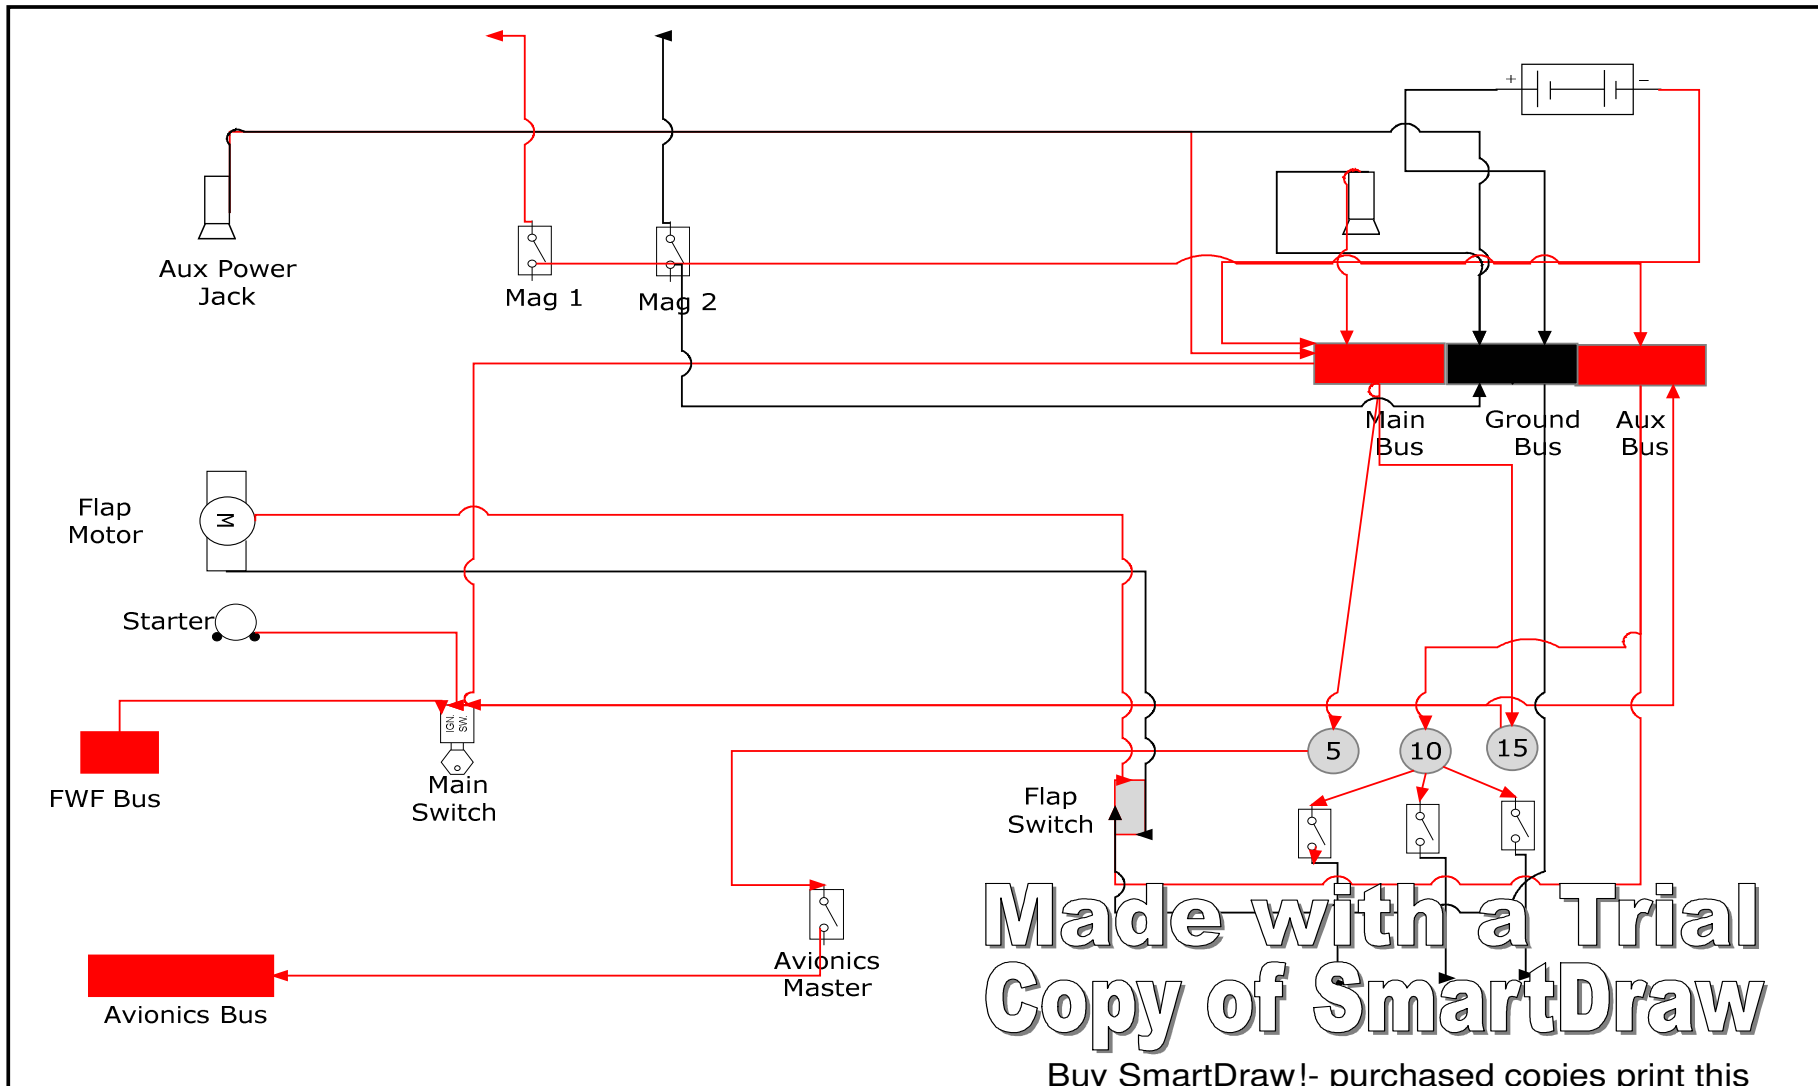 + −
Aux Power
Jack
Mag 1
Mag 2
Main
Bus
Ground
Bus
Aux
Bus
Flap
Motor
M
Starter
IGN.
SW.
FWF Bus
Main
Switch
5
10
15
Flap
Switch
Avionics
Master
Avionics Bus
Made with a Trial
Copy of SmartDraw
Buy SmartDraw!- purchased copies print this